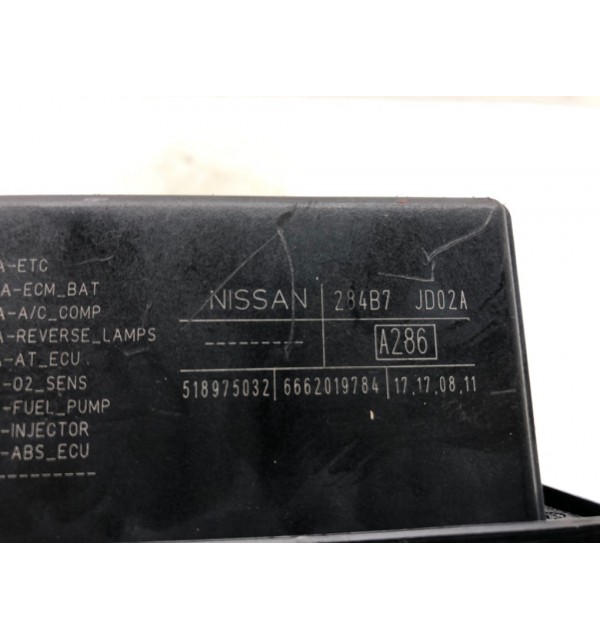 A-ETC
A-ECM_BAT
A-A/C_COMP
A-REVERSE_LAMPS
A-AT_ECU
-O2_SENS
-FUEL_PUMP
-INJECTOR
-ABS_ECU
----------
NISSAN 284B7 JD02A
--------- A286
518975032 6662019784 17,17,08,11